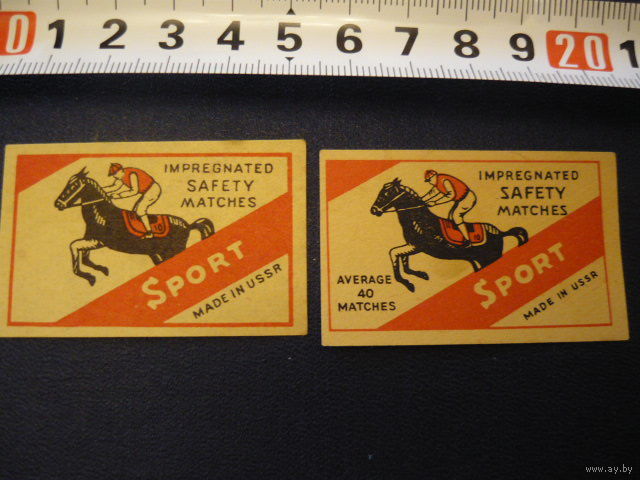 10 1 2 3 4 5 6 7 8 9 20 1
IMPREGNATED
SAFETY
MATCHES
SPORT
MADE IN USSR
IMPREGNATED
SAFETY
MATCHES
AVERAGE
40
MATCHES
SPORT
MADE IN USSR
www.ay.by